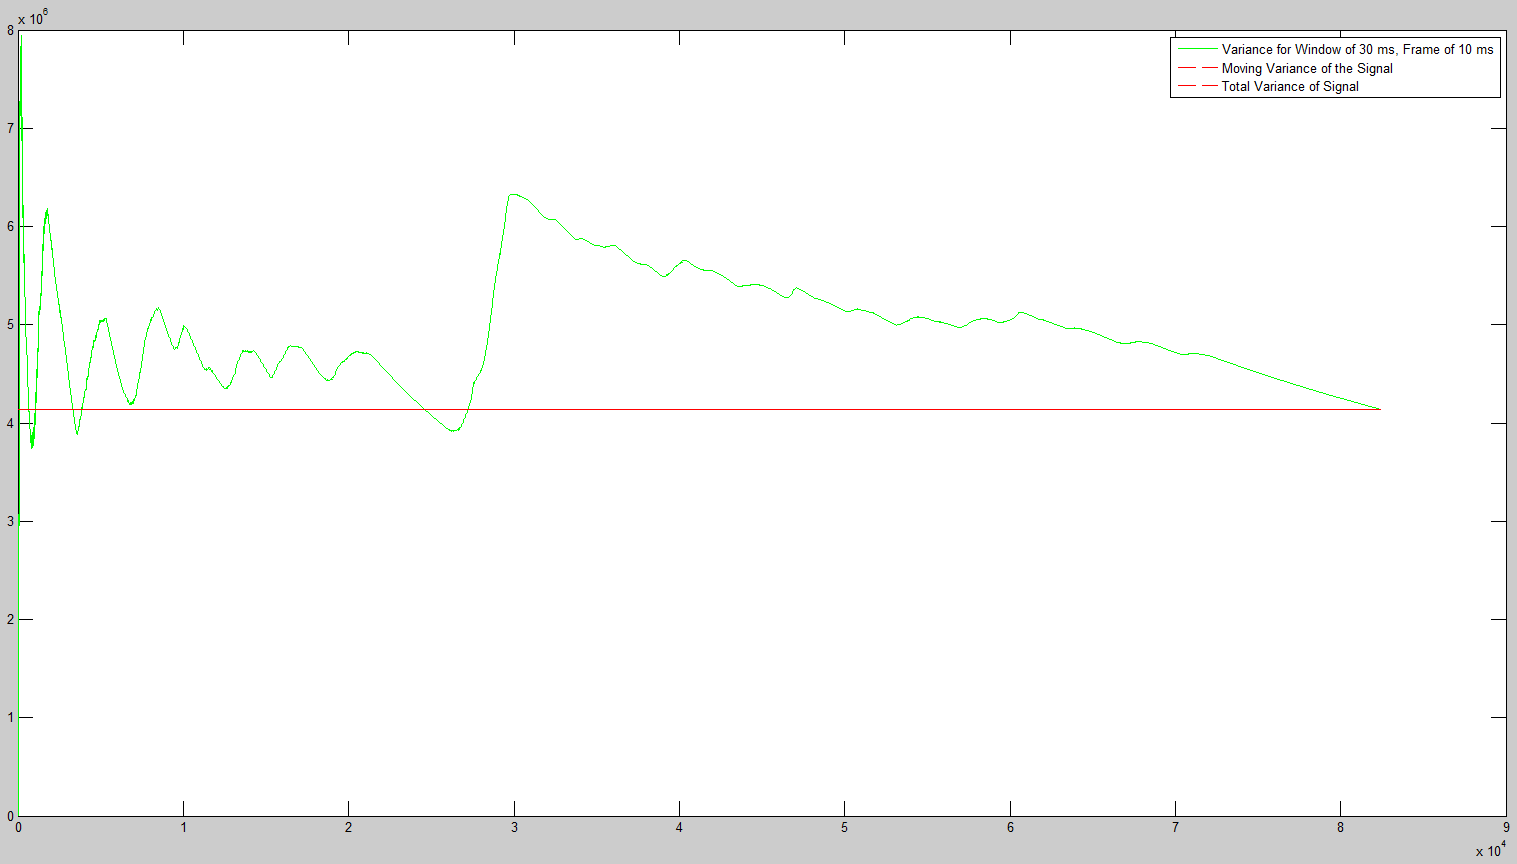 x 10^6
8
7
6
5
4
3
2
1
0
Variance for Window of 30 ms, Frame of 10 ms
Moving Variance of the Signal
Total Variance of Signal
0 1 2 3 4 5 6 7 8 9
x 10^4